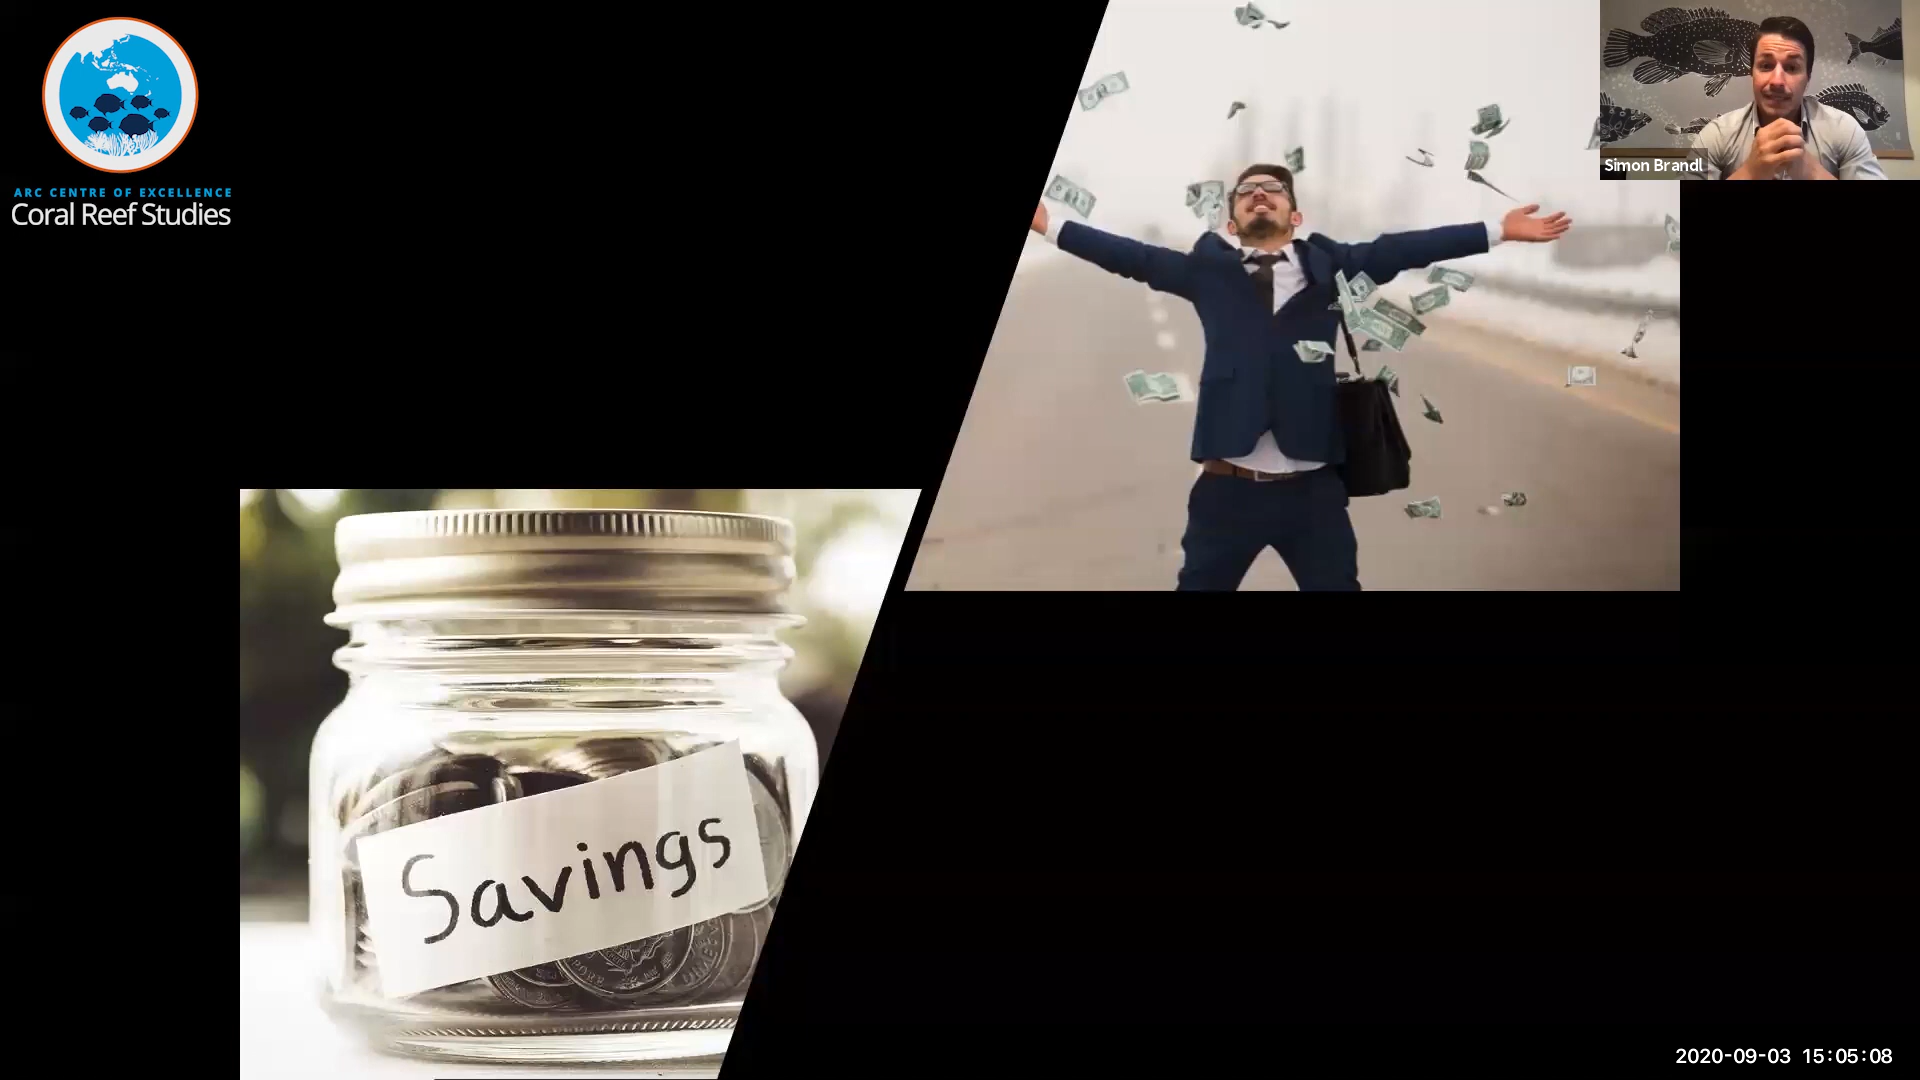 ARC CENTRE OF EXCELLENCE
Coral Reef Studies
Simon Brandl
Savings
2020-09-03 15:05:08